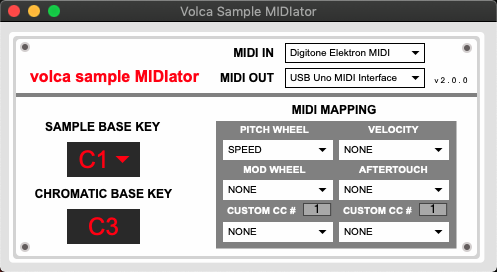 Volca Sample MIDIator
MIDI IN Digitone Elektron MIDI
volca sample MIDIator MIDI OUT USB Uno MIDI Interface v 2 . 0 . 0
MIDI MAPPING
SAMPLE BASE KEY
C1
CHROMATIC BASE KEY
C3
PITCH WHEEL VELOCITY
SPEED NONE
MOD WHEEL AFTERTOUCH
NONE NONE
CUSTOM CC # 1 CUSTOM CC # 1
NONE NONE